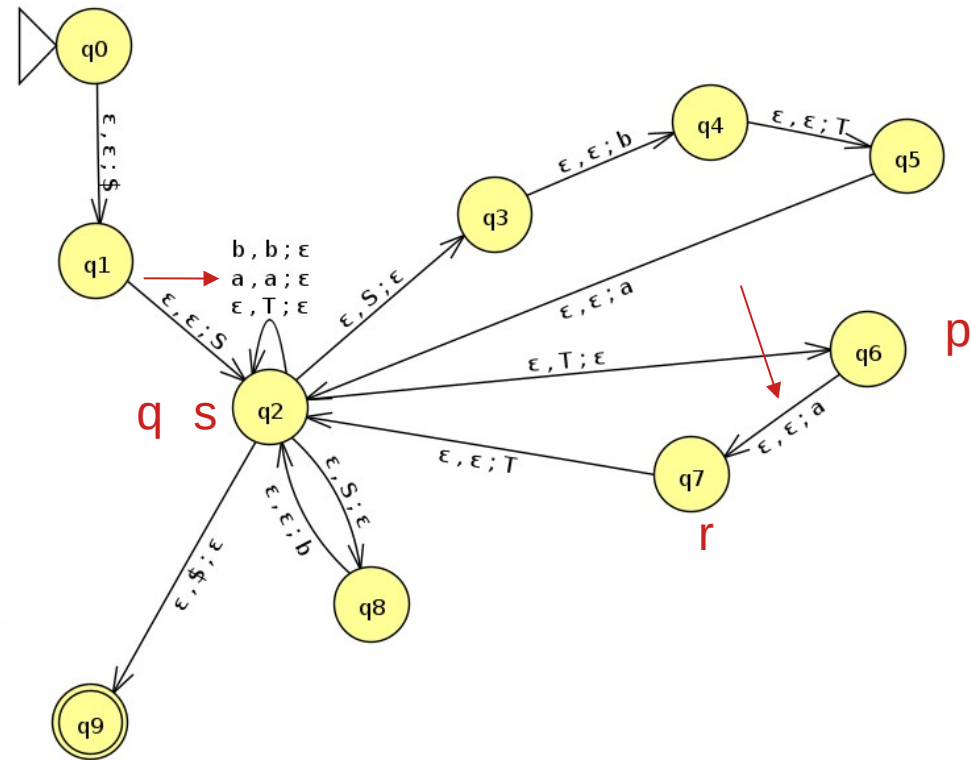 q0
ε,ε;$
q4
ε,ε;T
q5
ε,ε;b
q3
q1
b,b;ε
a,a;ε
ε,T;ε
ε,ε;S
ε,S;ε
ε,ε;a
p
q6
ε,T;ε
q s
q2
ε,ε;a
ε,ε;T
q7
r
ε,S;ε
ε,ε;b
ε,$;ε
q8
q9